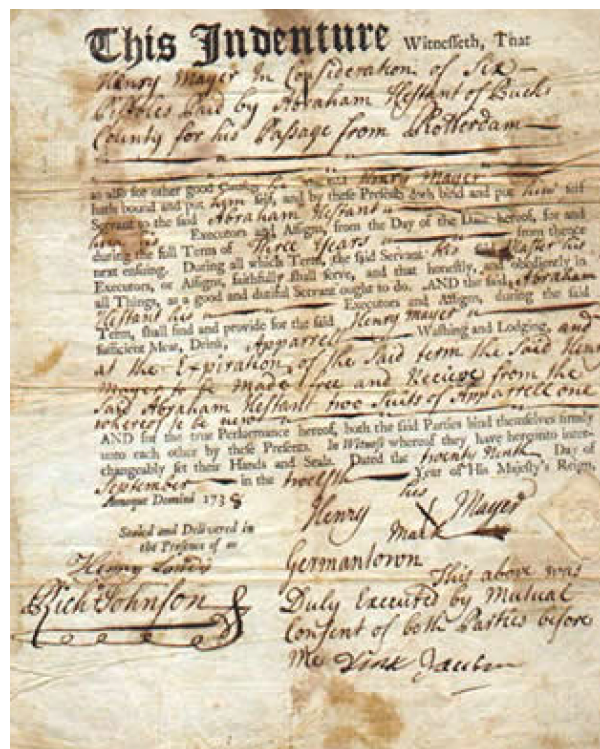 This Indenture Witnesseth, That
Henry Mayer In Consideration of Six
Pistoles Paid by Abraham Hestant of Bucks
County for his Passage from Rotterdam
as also for other good Causes he the said Henry Mayer
hath bound and put him self, and by these Presents doth bind and put him self
Servant to the said Abraham Hestant
his Executors and Assigns, from the Day of the Date hereof, for and
during the full Term of Three Years from thence
next ensuing. During all which Term, the said Servant his said Master his
Executors, or Assigns, faithfully shall serve, and that honestly, and obediently in
all Things, as a good and dutiful Servant ought to do. AND the said Abraham
Hestant his Executors and Assigns, during the said
Term, shall find and provide for the said Henry mayer
sufficient Meat, Drink, Apparrell Washing and Lodging, and
at the Expiration of the Said term the Said Henry
Mayer to be made free and Recieve from the
Said Abraham Hestant two Suits of Apparrell one
whereof to be new
AND for the true Performance hereof, both the said Parties bind themselves firmly
unto each other by these Presents. In Witness whereof they have hereunto inter-
changeably set their Hands and Seals. Dated the twenty Ninth Day of
September in the twelfth Year of His Majesty's Reign,
Annoque Domini 1738
his
Henry X Mayer
mark
Sealed and Delivered in
the Presence of us
Henry
Rich Johnson
Germantown
This above was
Duly Executed by Mutual
Consent of both Parties before
me